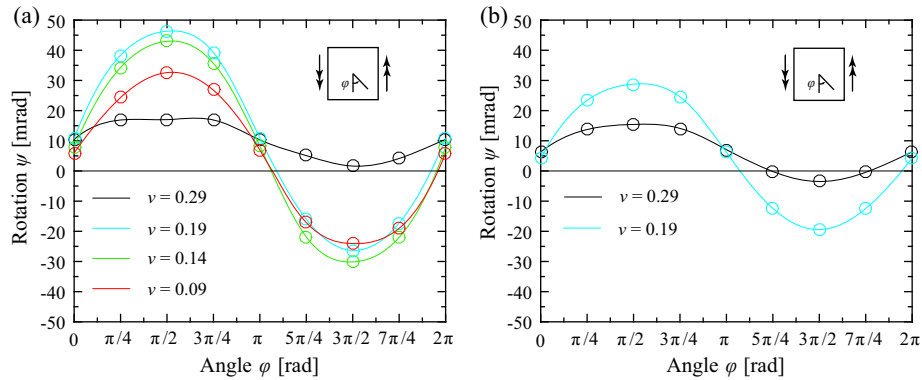 (a)
50
40
30
20
10
0
-10
-20
-30
-40
-50
Rotation ψ [mrad]
φ
ν = 0.29
ν = 0.19
ν = 0.14
ν = 0.09
0 π/4 π/2 3π/4 π 5π/4 3π/2 7π/4 2π
Angle φ [rad]
(b)
50
40
30
20
10
0
-10
-20
-30
-40
-50
Rotation ψ [mrad]
φ
ν = 0.29
ν = 0.19
0 π/4 π/2 3π/4 π 5π/4 3π/2 7π/4 2π
Angle φ [rad]